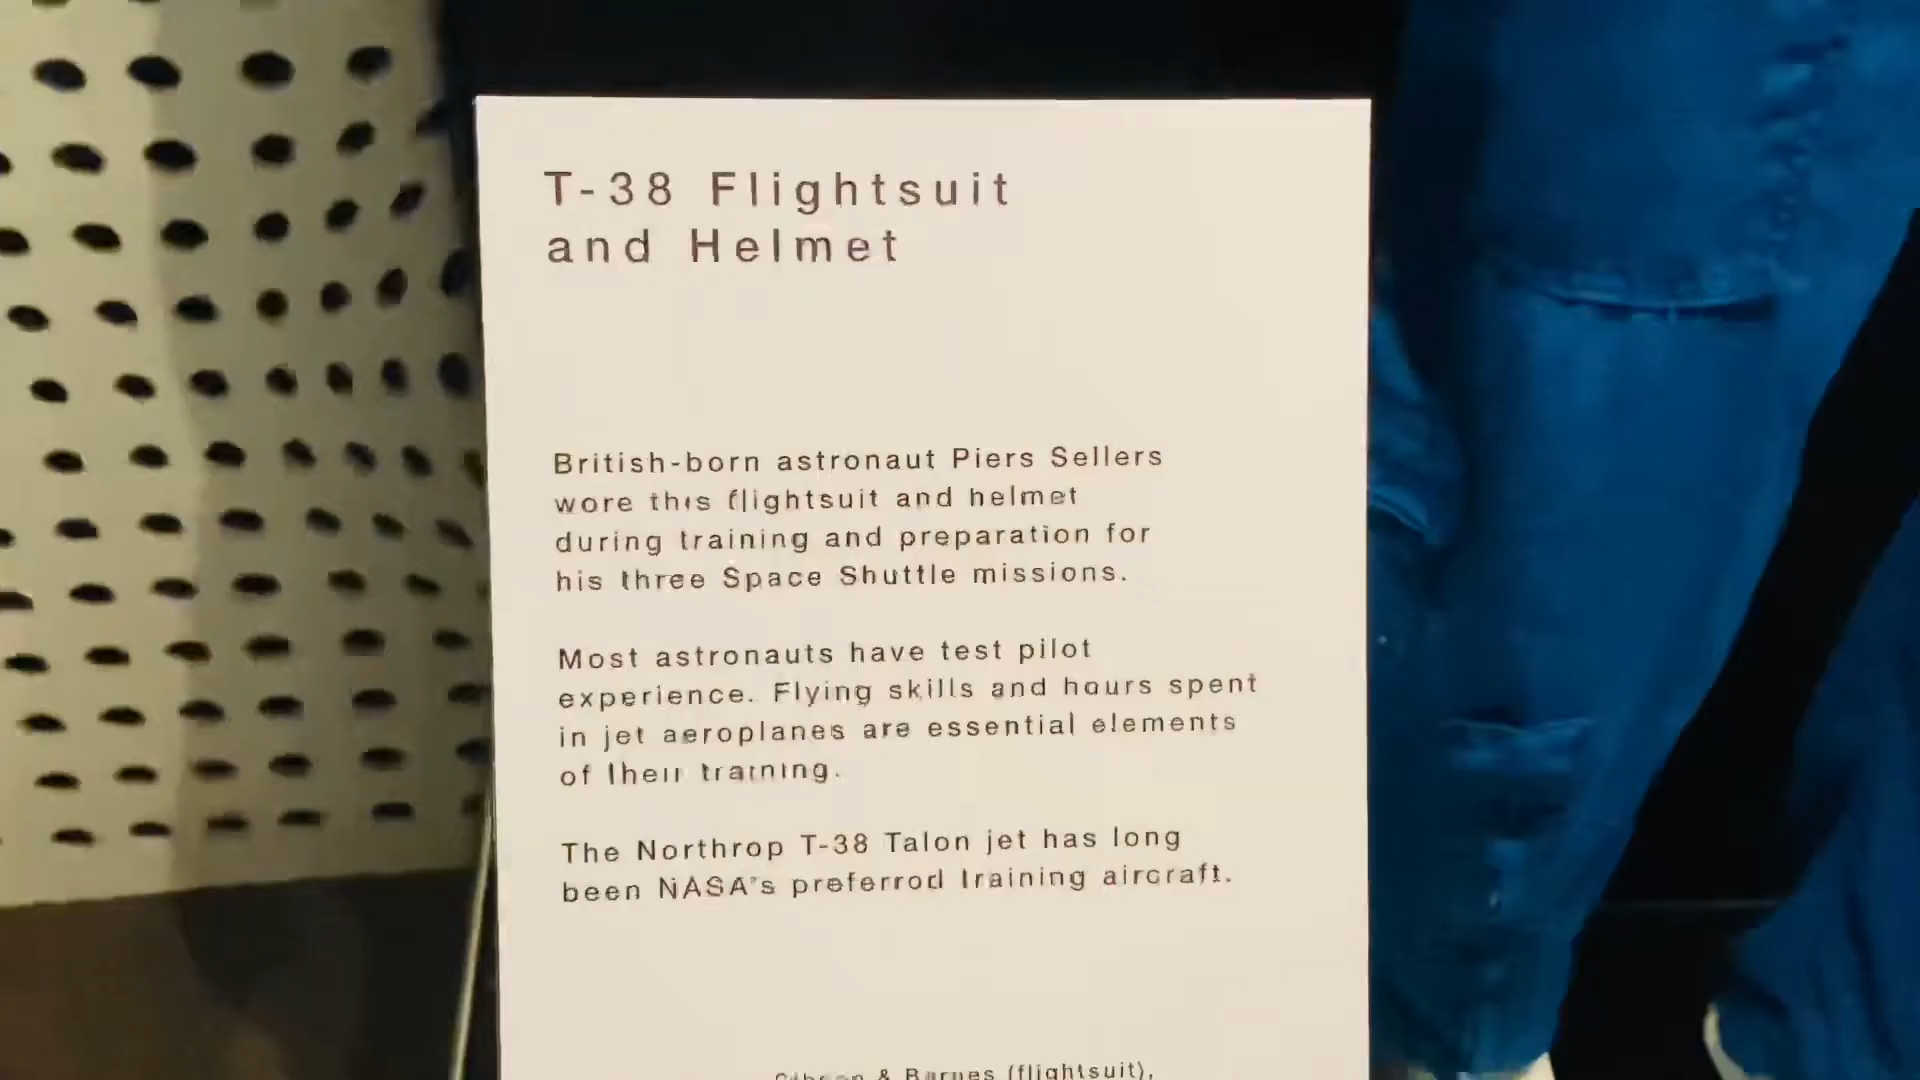 T-38 Flightsuit
and Helmet
British-born astronaut Piers Sellers
wore this flightsuit and helmet
during training and preparation for
his three Space Shuttle missions.
Most astronauts have test pilot
experience. Flying skills and hours spent
in jet aeroplanes are essential elements
of their training.
The Northrop T-38 Talon jet has long
been NASA's preferred training aircraft.
& Barnes (flightsuit),